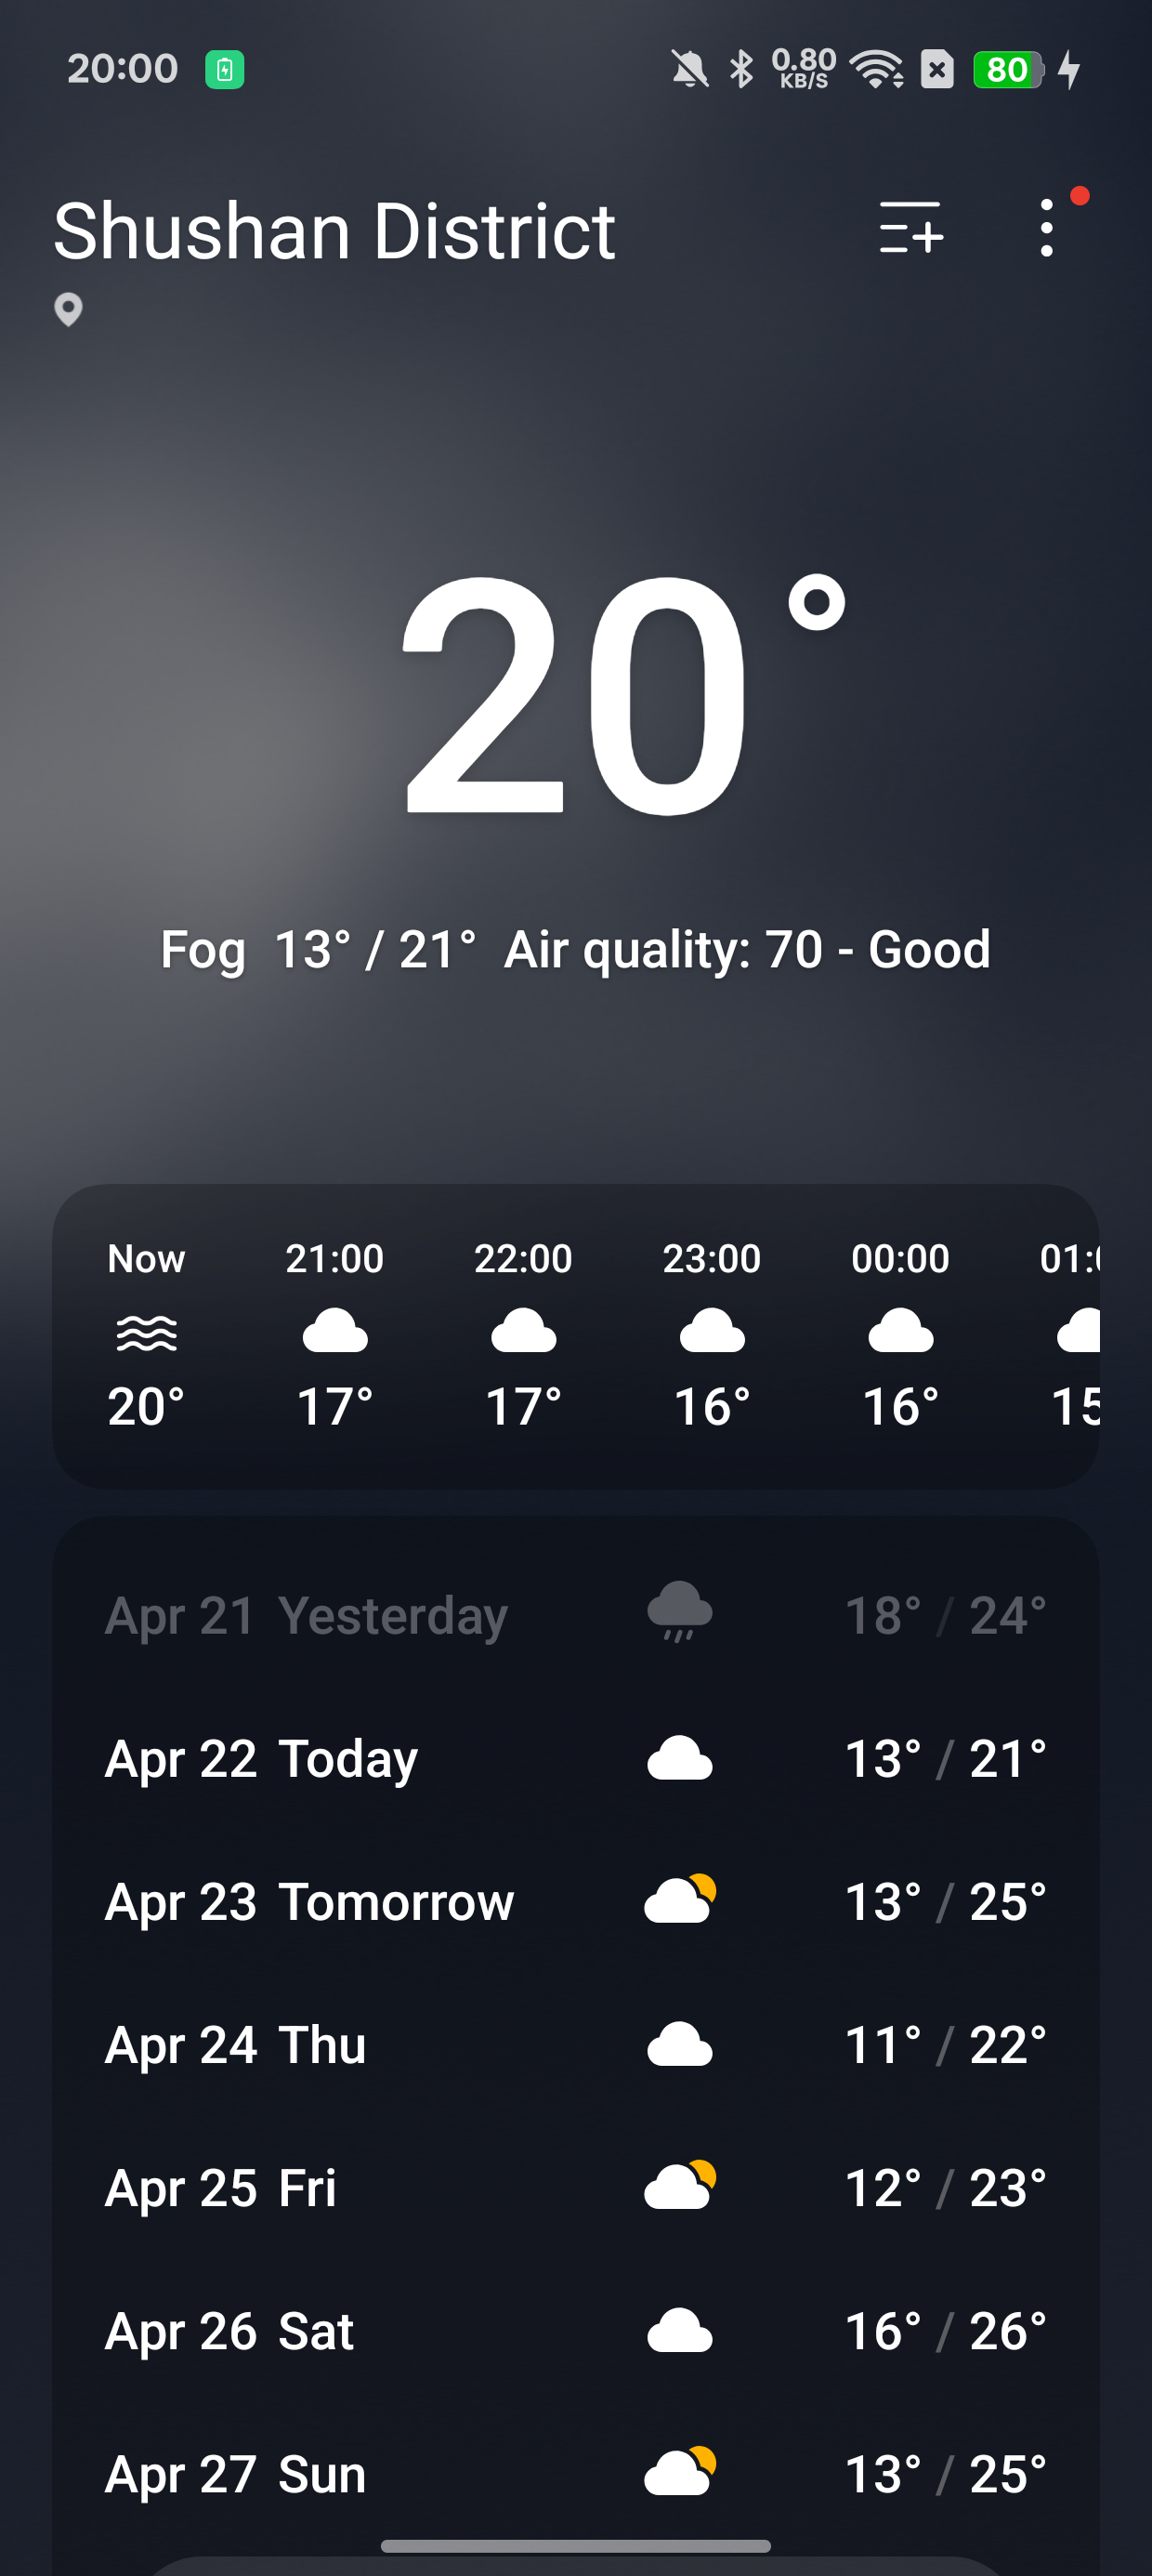 20:00 0.80 KB/S 80
Shushan District
20°
Fog 13° / 21° Air quality: 70 - Good
Now 21:00 22:00 23:00 00:00
20° 17° 17° 16° 16° 15
Apr 21 Yesterday 18° / 24°
Apr 22 Today 13° / 21°
Apr 23 Tomorrow 13° / 25°
Apr 24 Thu 11° / 22°
Apr 25 Fri 12° / 23°
Apr 26 Sat 16° / 26°
Apr 27 Sun 13° / 25°